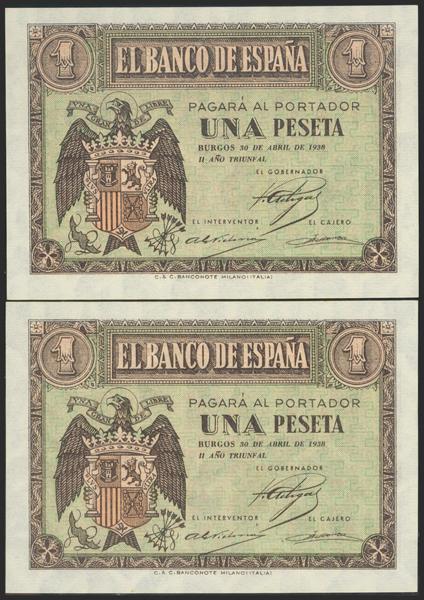 1 EL BANCO DE ESPAÑA 1
UNA GRANDE LIBRE
PAGARÁ AL PORTADOR
UNA PESETA
BURGOS 30 DE ABRIL DE 1938
II AÑO TRIUNFAL
EL GOBERNADOR
EL INTERVENTOR EL CAJERO
C. & C. BANCONOTE MILANO (ITALIA)
1 EL BANCO DE ESPAÑA 1
UNA GRANDE LIBRE
PAGARÁ AL PORTADOR
UNA PESETA
BURGOS 30 DE ABRIL DE 1938
II AÑO TRIUNFAL
EL GOBERNADOR
EL INTERVENTOR EL CAJERO
C. & C. BANCONOTE MILANO (ITALIA)